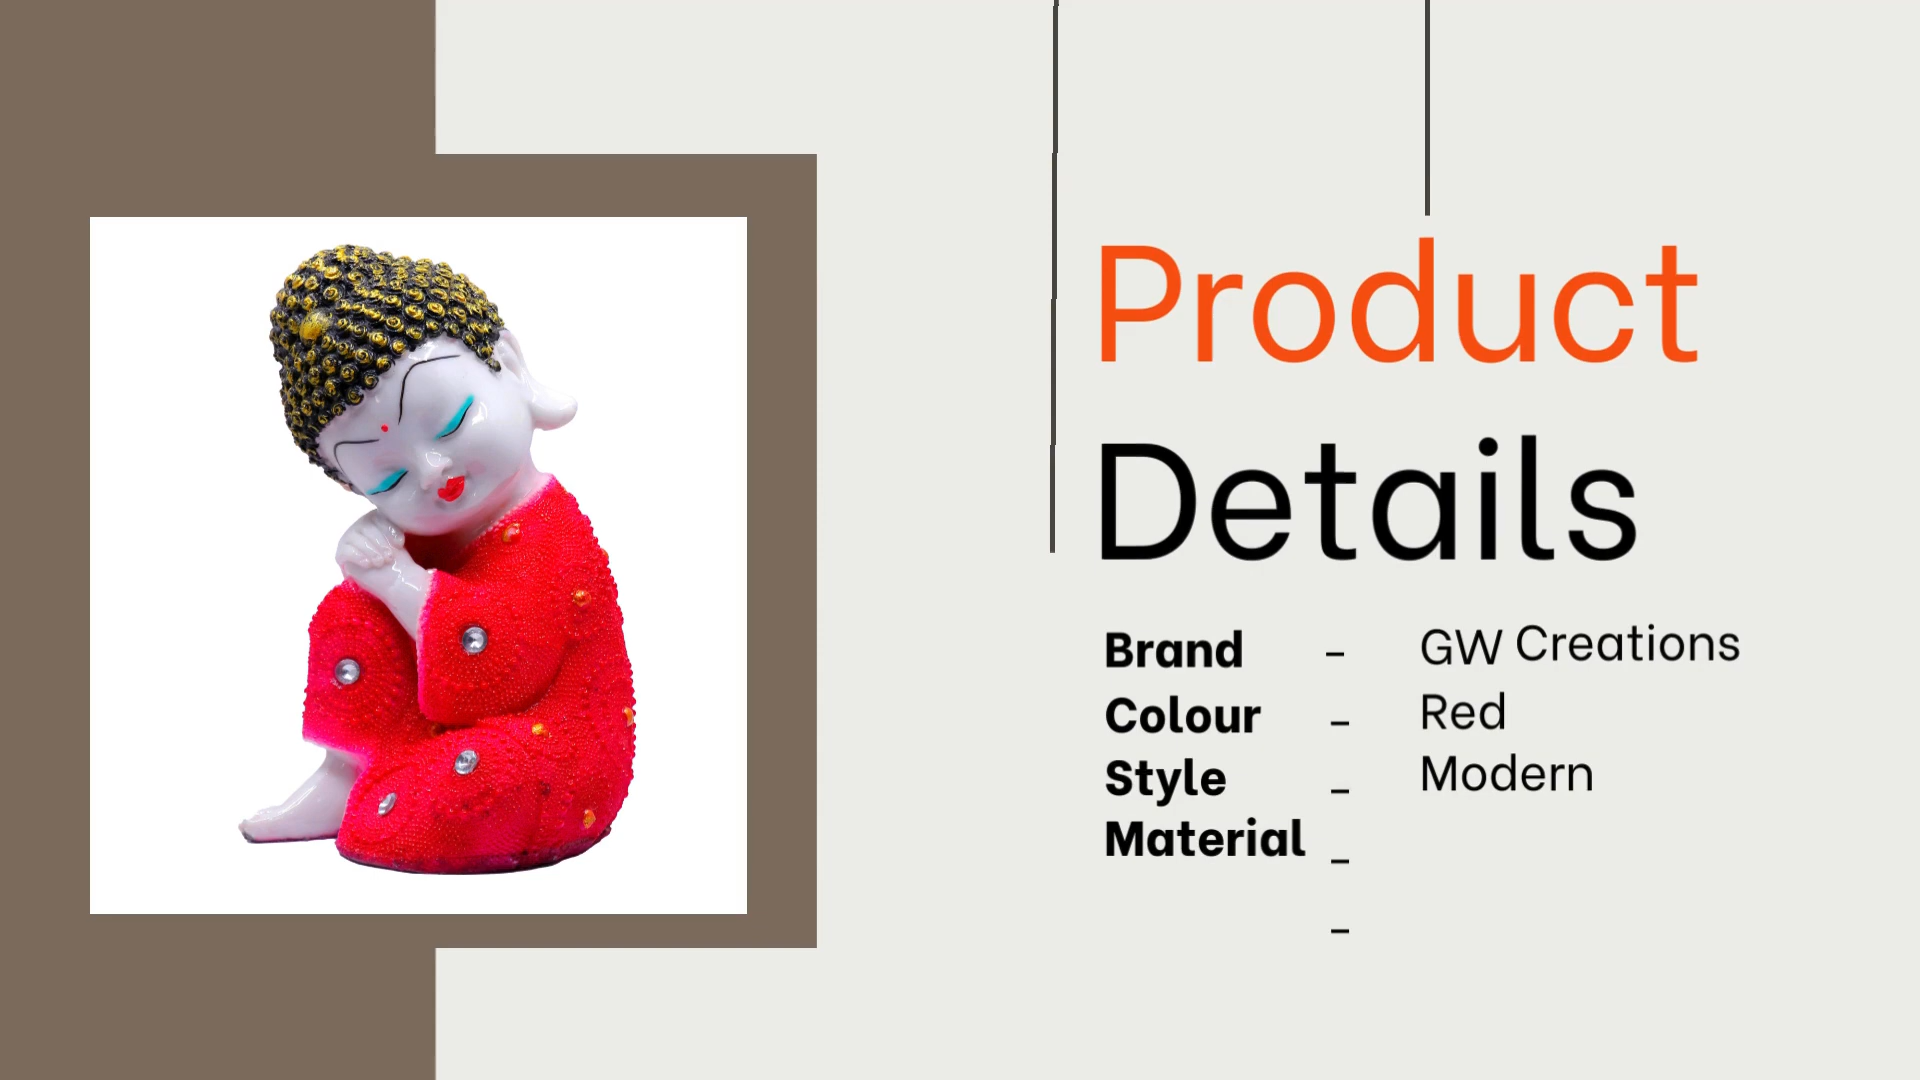 Product
Details
Brand – GW Creations
Colour – Red
Style – Modern
Material –
–